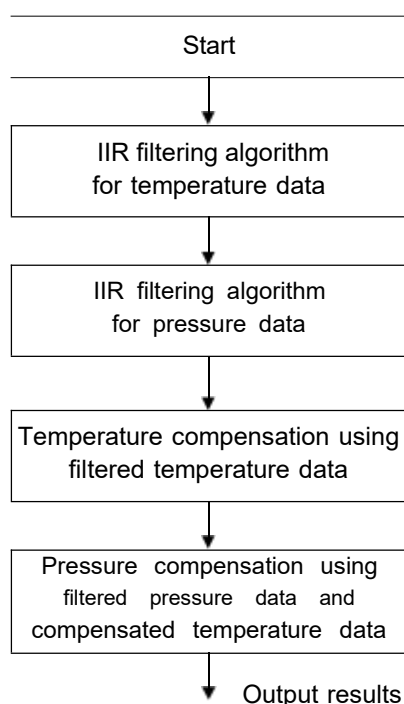 Start
IIR filtering algorithm
for temperature data
IIR filtering algorithm
for pressure data
Temperature compensation using
filtered temperature data
Pressure compensation using
filtered pressure data and
compensated temperature data
Output results